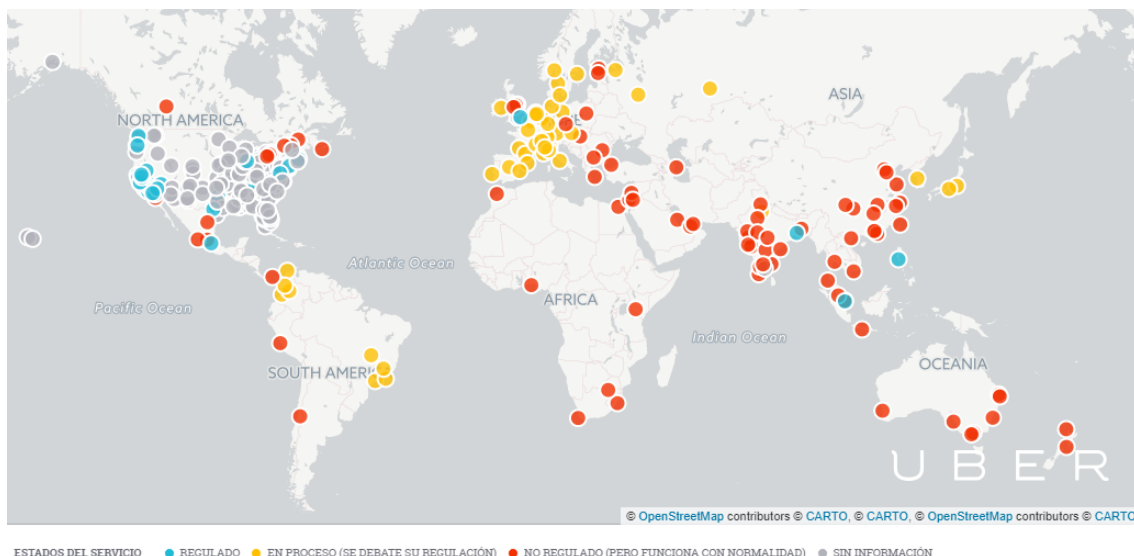 ASIA
NORTH AMERICA
Atlantic Ocean
AFRICA
Pacific Ocean
Indian Ocean
OCEANIA
SOUTH AMERIC
UBER
© OpenStreetMap contributors © CARTO, © CARTO, © OpenStreetMap contributors © CARTO
ESTADOS DEL SERVICIO REGULADO EN PROCESO (SE DEBATE SU REGULACIÓN) NO REGULADO (PERO FUNCIONA CON NORMALIDAD) SIN INFORMACIÓN